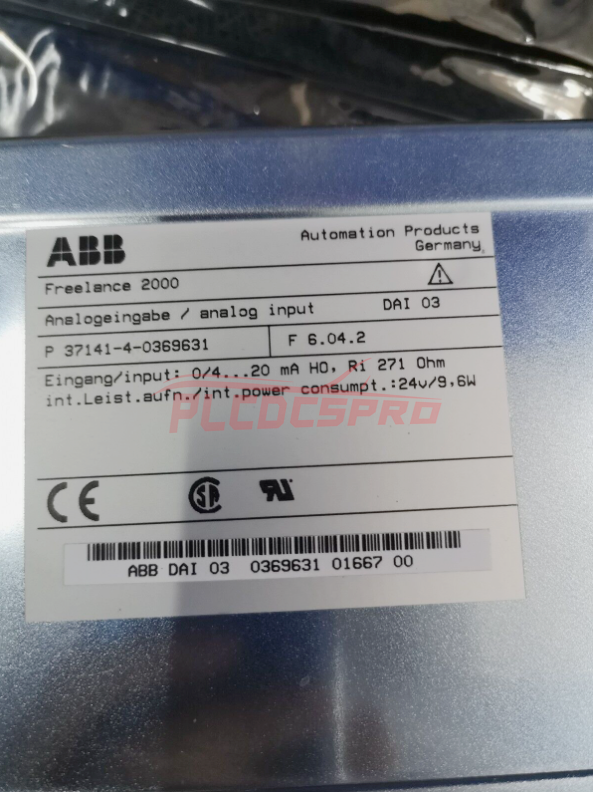 ABB
Automation Products
Germany
Freelance 2000
Analogeingabe / analog input DAI 03
P 37141-4-0369631 F 6.04.2
Eingang/input: 0/4...20 mA HO, Ri 271 Ohm
int.Leist.aufn./int.power consumpt.:24v/9,6W
PLCDCSPRO
CE
ABB DAI 03 0369631 01667 00